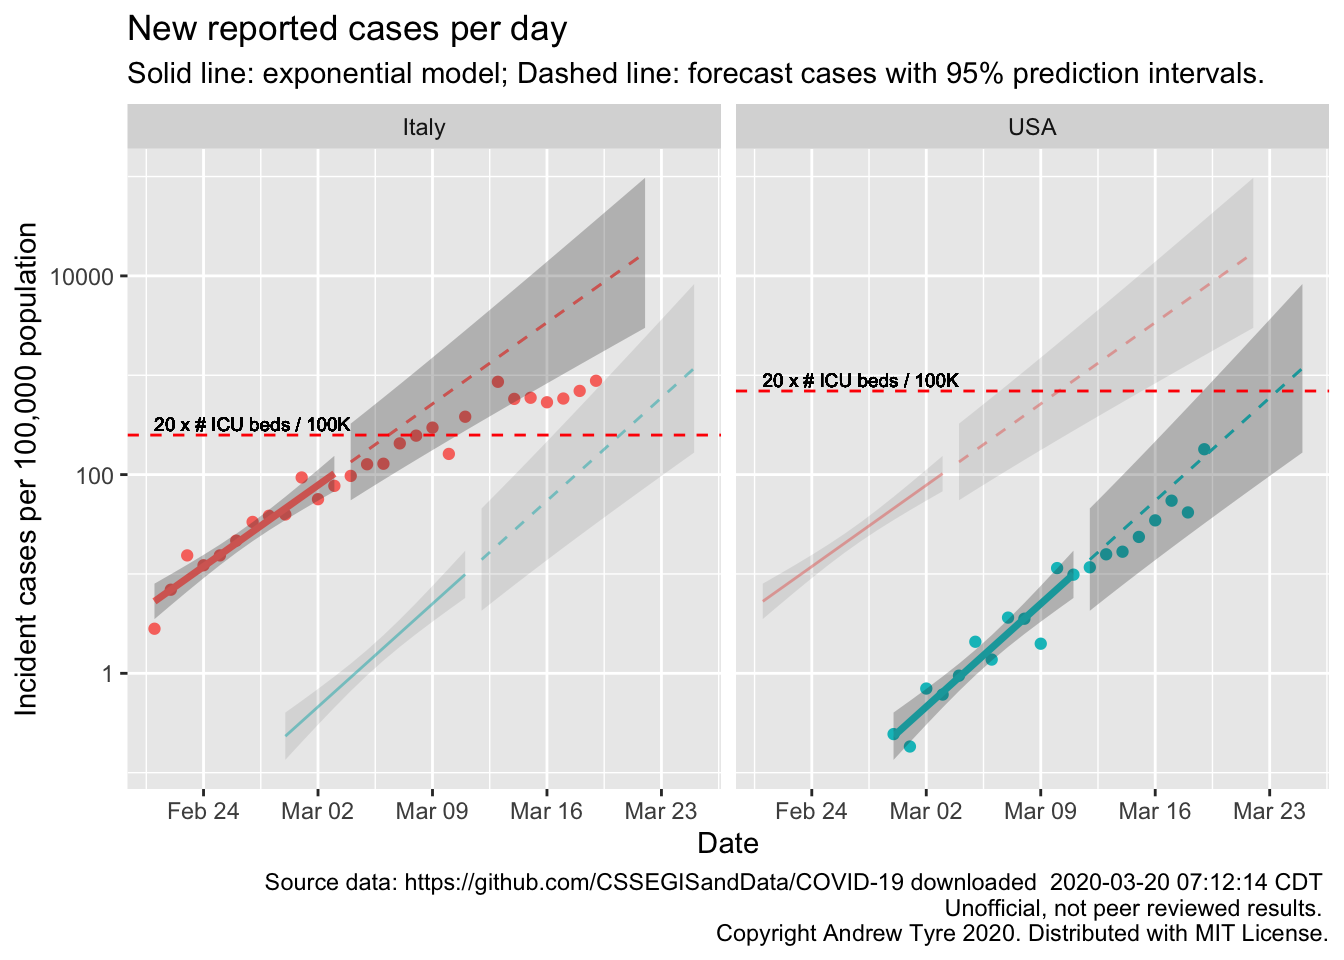 New reported cases per day
Solid line: exponential model; Dashed line: forecast cases with 95% prediction intervals.
Italy
USA
Incident cases per 100,000 population
10000
100
1
20 x # ICU beds / 100K
20 x # ICU beds / 100K
Feb 24
Mar 02
Mar 09
Mar 16
Mar 23
Feb 24
Mar 02
Mar 09
Mar 16
Mar 23
Date
Source data: https://github.com/CSSEGISandData/COVID-19 downloaded  2020-03-20 07:12:14 CDT
Unofficial, not peer reviewed results.
Copyright Andrew Tyre 2020. Distributed with MIT License.